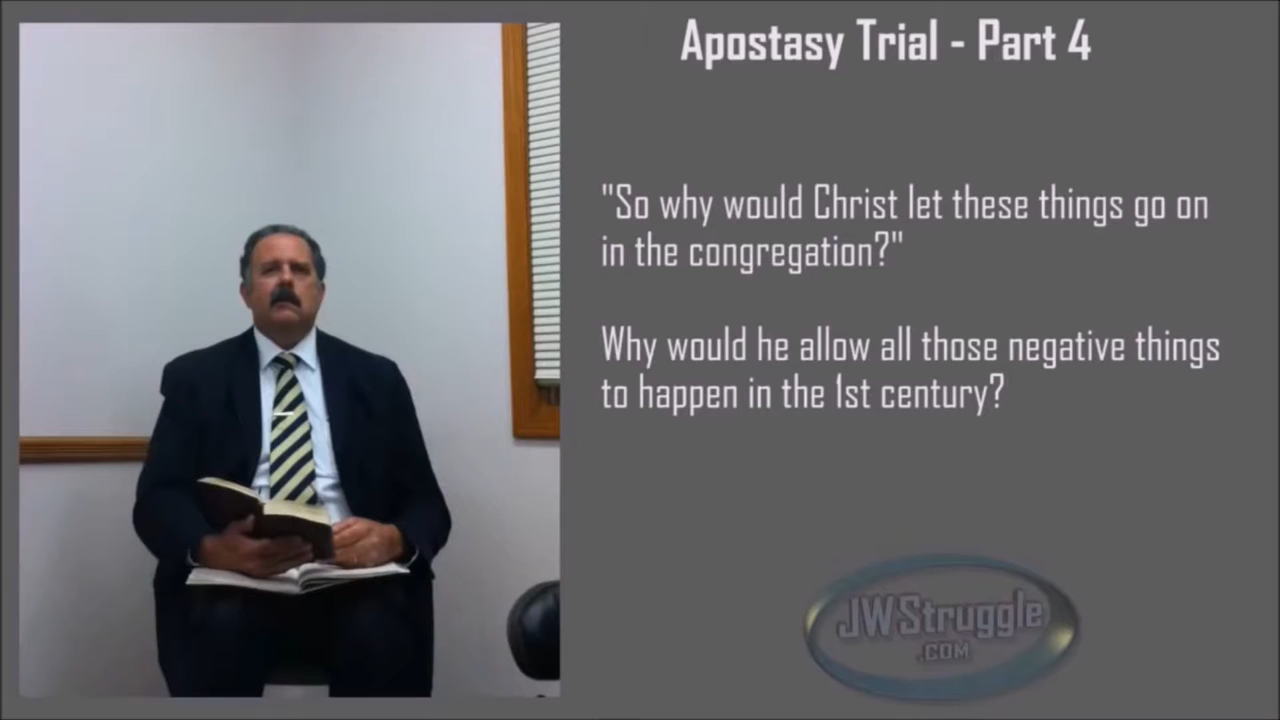 Apostasy Trial - Part 4
"So why would Christ let these things go on
in the congregation?"
Why would he allow all those negative things
to happen in the 1st century?
JWStruggle
.COM